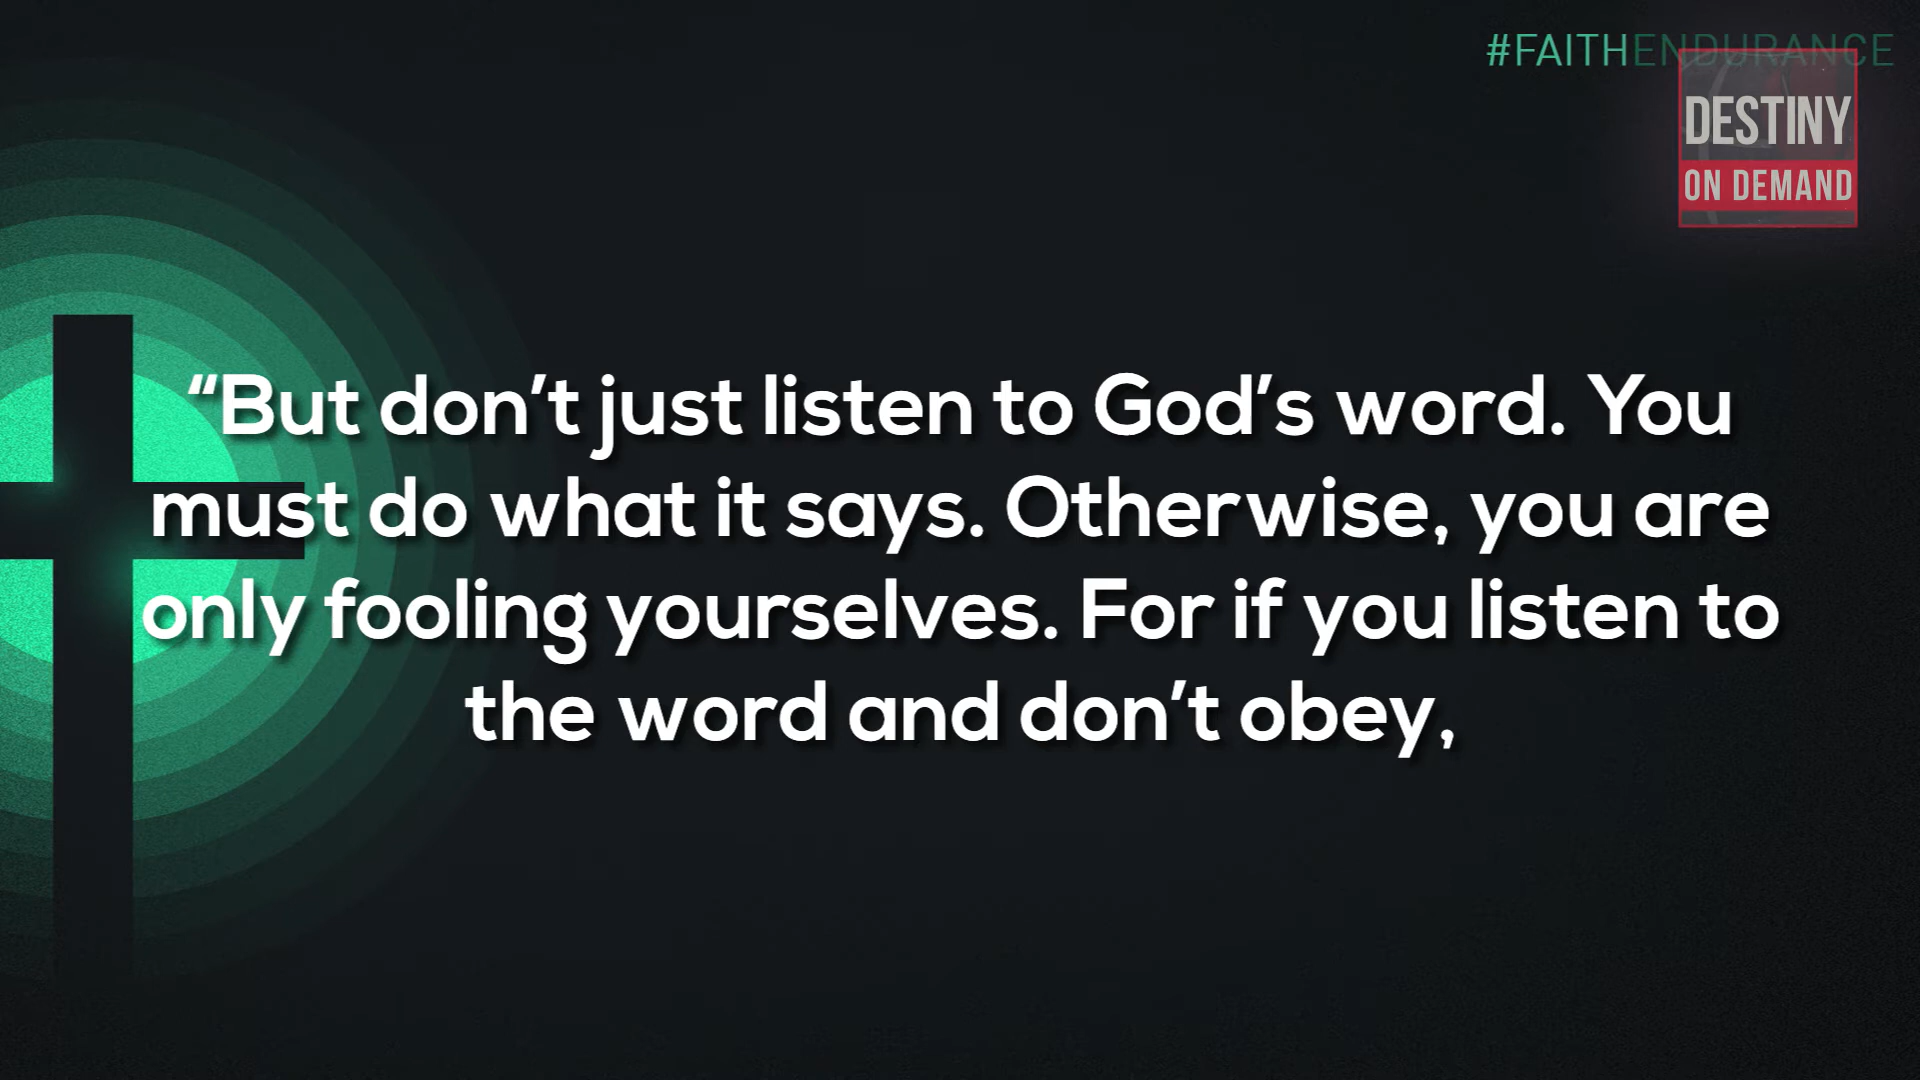 #FAITHENDURANCE
DESTINY
ON DEMAND
“But don’t just listen to God’s word. You
must do what it says. Otherwise, you are
only fooling yourselves. For if you listen to
the word and don’t obey,